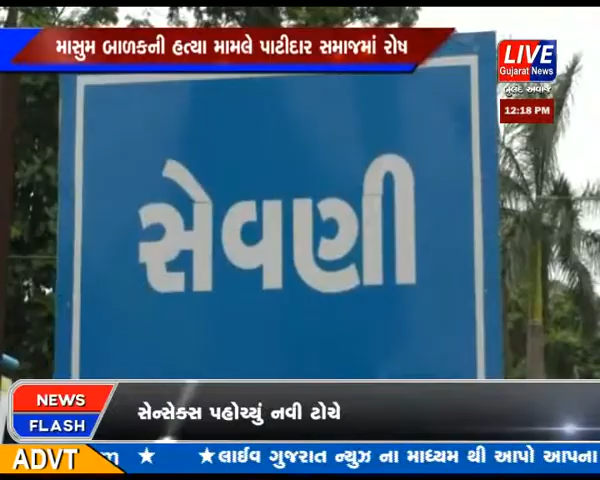 માસુમ બાળકની હત્યા મામલે પાટીદાર સમાજમાં રોષ
LIVE
Gujarat News
બુલંદ અવાજ
12:18 PM
સેવણી
NEWS
FLASH
સેન્સેક્સ પહોચ્યું નવી ટોચે
ADVT
m ★ ★લાઈવ ગુજરાત ન્યુઝ ના માધ્યમ થી આપો આપના